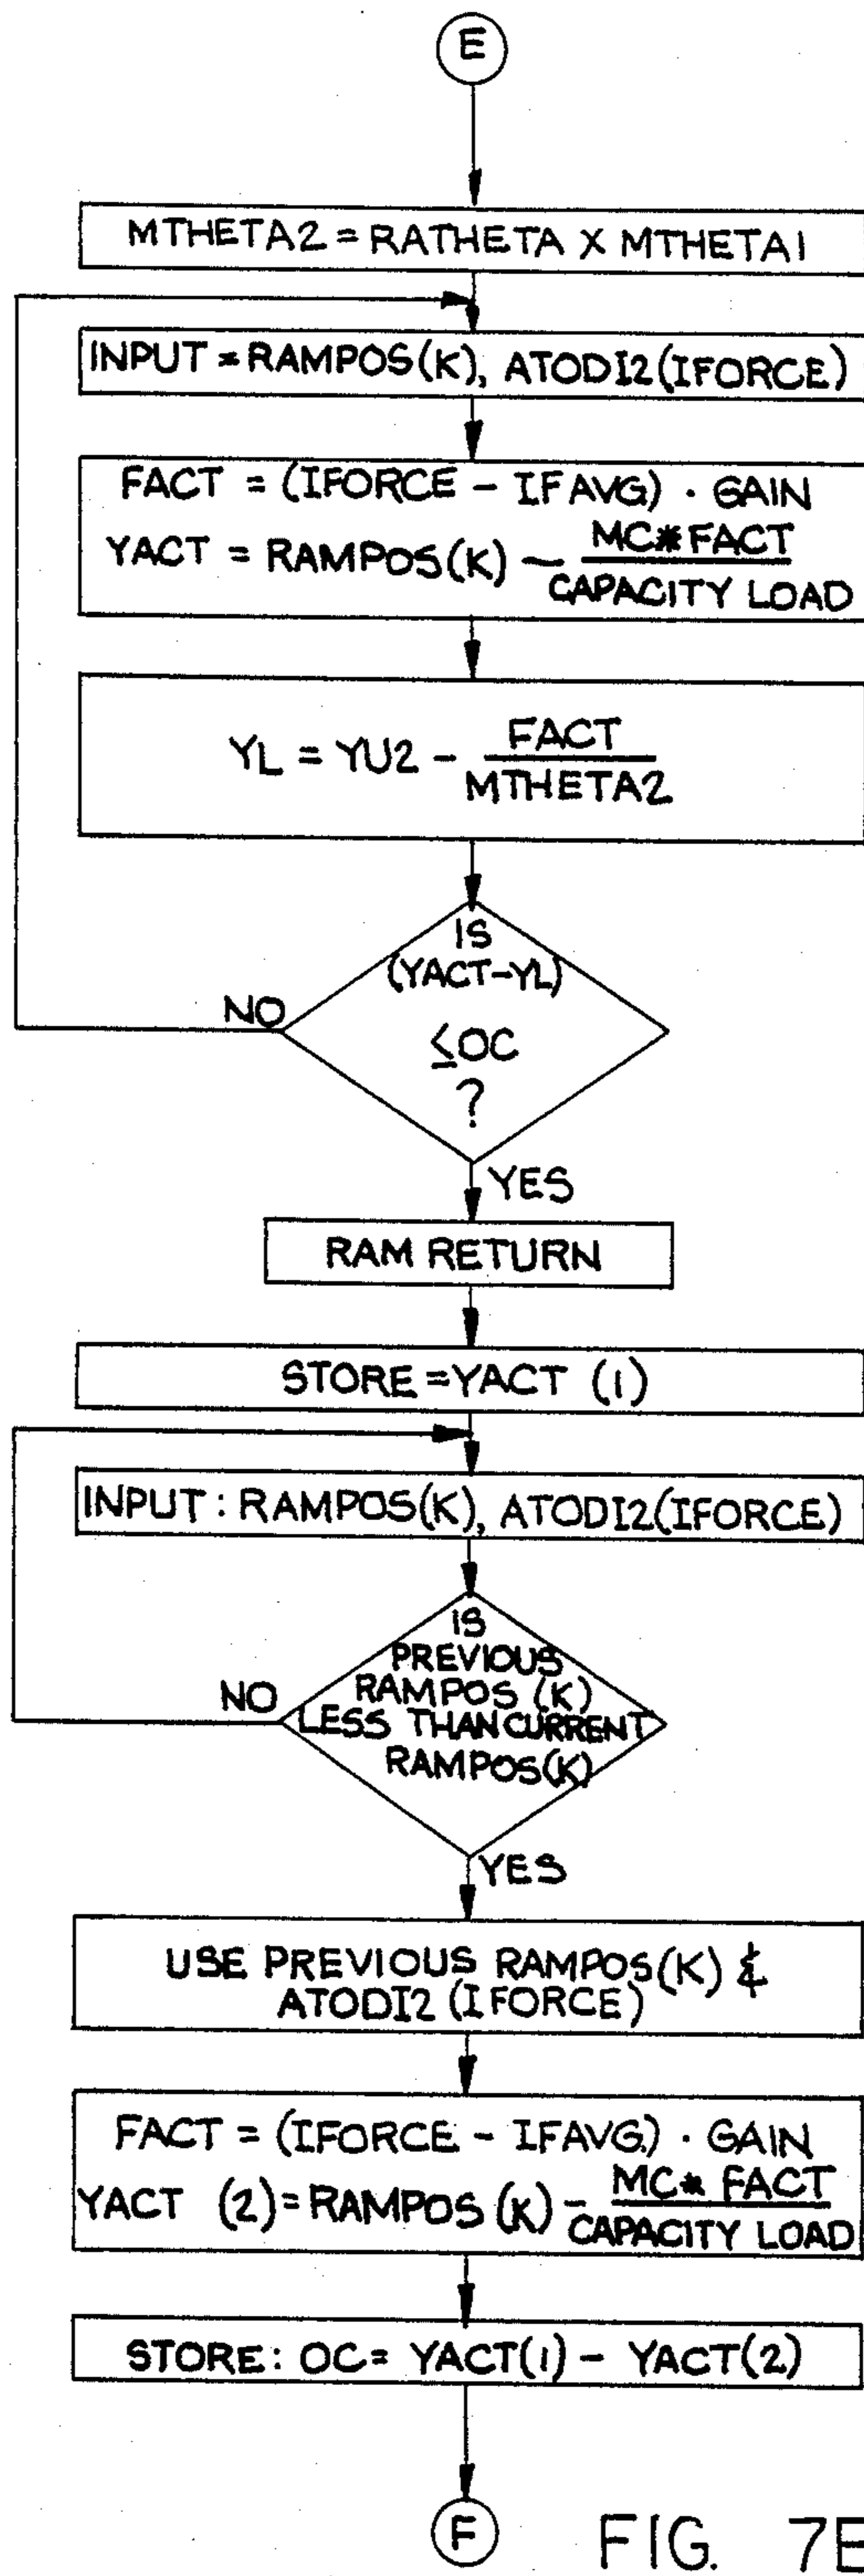 E
MTHETA2 = RATHETA X MTHETA1
INPUT = RAMPOS(K), ATODI2(IFORCE)
FACT = (IFORCE - IFAVG) · GAIN
YACT = RAMPOS(K) - MC* FACT
CAPACITY LOAD
YL = YU2 - FACT
MTHETA2
IS
(YACT-YL)
≤OC
?
NO
YES
RAM RETURN
STORE = YACT (1)
INPUT : RAMPOS(K), ATODI2(IFORCE)
IS
PREVIOUS
RAMPOS (K)
LESS THAN CURRENT
RAMPOS(K)
NO
YES
USE PREVIOUS RAMPOS(K) &
ATODI2 (IFORCE)
FACT = (IFORCE - IFAVG) · GAIN
YACT (2) = RAMPOS (K) - MC* FACT
CAPACITY LOAD
STORE: OC= YACT(1) - YACT(2)
F
FIG. 7E